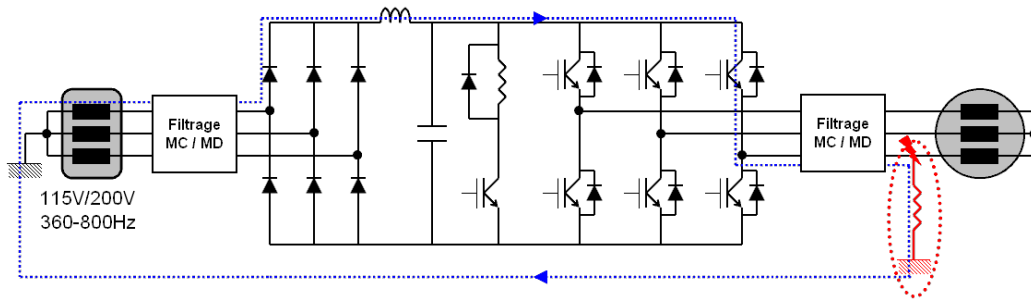 Filtrage
MC / MD
115V/200V
360-800Hz
Filtrage
MC / MD